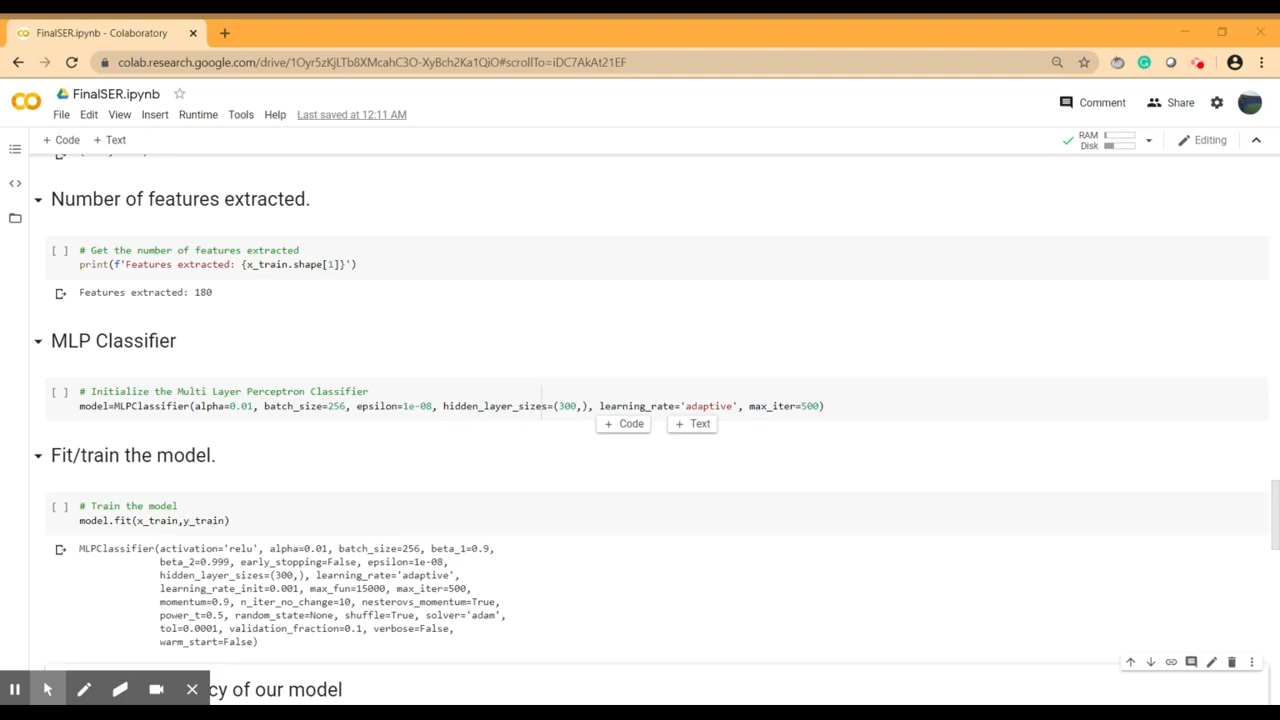 FinalSER.ipynb - Colaboratory
colab.research.google.com/drive/1Oyr5zKjLTb8XMcahC3O-XyBch2Ka1QiO#scrollTo=iDC7AkAt21EF
FinalSER.ipynb
File Edit View Insert Runtime Tools Help Last saved at 12:11 AM
Comment Share
+ Code + Text
RAM
Disk
Editing
Number of features extracted.
[ ] # Get the number of features extracted
print(f'Features extracted: {x_train.shape[1]}')
Features extracted: 180
MLP Classifier
[ ] # Initialize the Multi Layer Perceptron Classifier
model=MLPClassifier(alpha=0.01, batch_size=256, epsilon=1e-08, hidden_layer_sizes=(300,), learning_rate='adaptive', max_iter=500)
+ Code + Text
Fit/train the model.
[ ] # Train the model
model.fit(x_train,y_train)
MLPClassifier(activation='relu', alpha=0.01, batch_size=256, beta_1=0.9,
beta_2=0.999, early_stopping=False, epsilon=1e-08,
hidden_layer_sizes=(300,), learning_rate='adaptive',
learning_rate_init=0.001, max_fun=15000, max_iter=500,
momentum=0.9, n_iter_no_change=10, nesterovs_momentum=True,
power_t=0.5, random_state=None, shuffle=True, solver='adam',
tol=0.0001, validation_fraction=0.1, verbose=False,
warm_start=False)
cy of our model